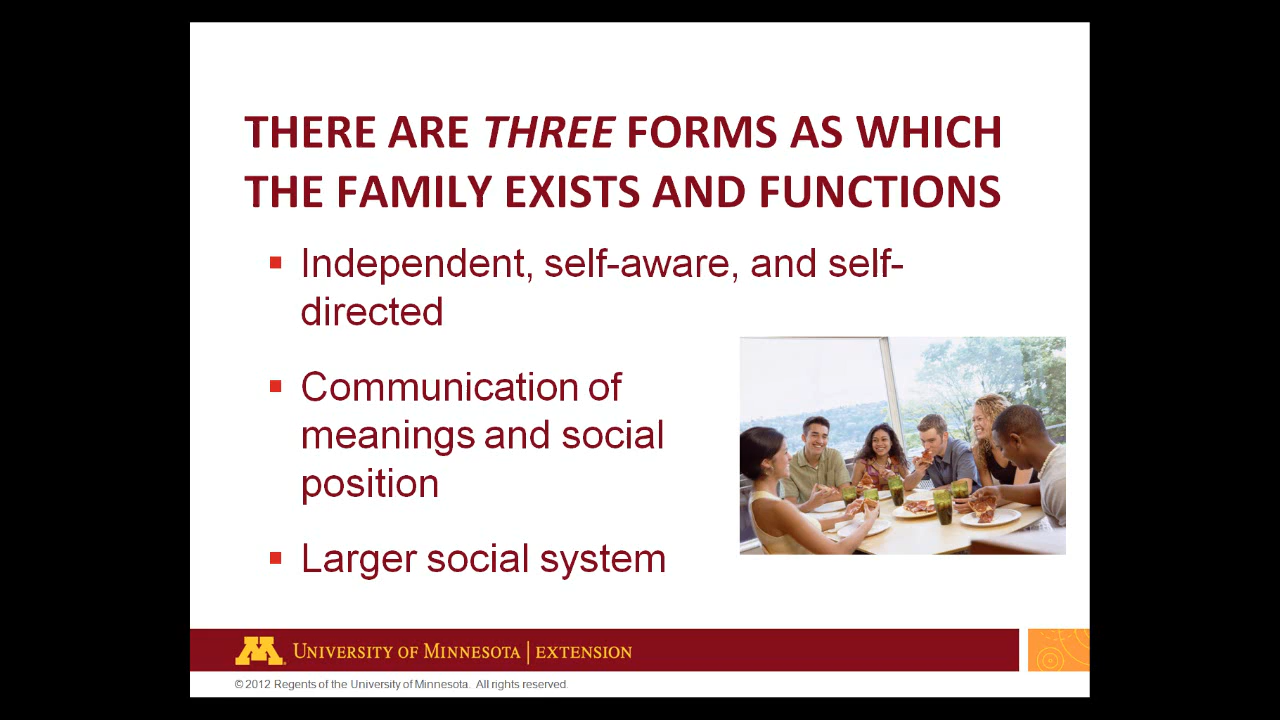 THERE ARE THREE FORMS AS WHICH
THE FAMILY EXISTS AND FUNCTIONS
▪ Independent, self-aware, and self-
directed
▪ Communication of
meanings and social
position
▪ Larger social system
M UNIVERSITY OF MINNESOTA | EXTENSION
© 2012 Regents of the University of Minnesota. All rights reserved.